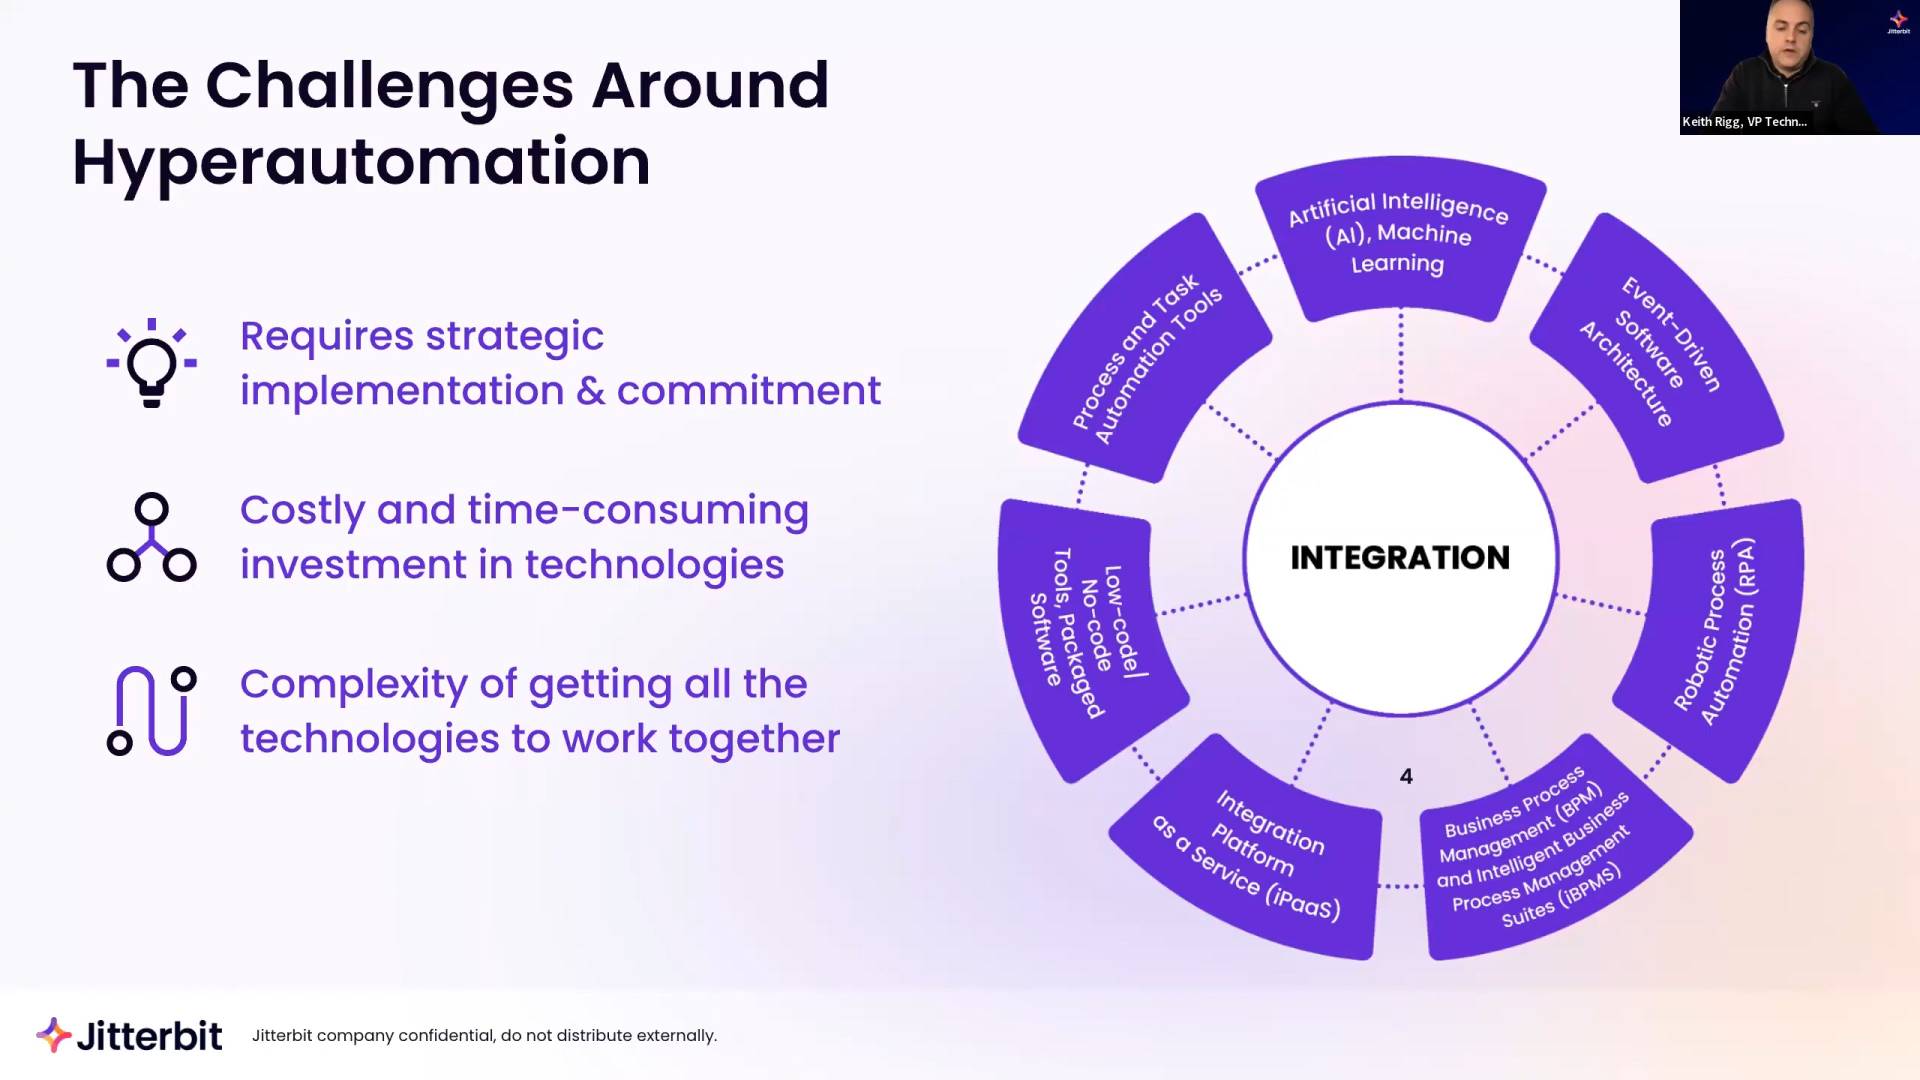 The Challenges Around
Hyperautomation
Requires strategic
implementation & commitment
Costly and time-consuming
investment in technologies
Complexity of getting all the
technologies to work together
Jitterbit
Keith Rigg, VP Techn...
Artificial Intelligence
(AI), Machine
Learning
Event-Driven
Software
Architecture
Robotic Process
Automation (RPA)
Business Process
Management (BPM)
and Intelligent Business
Process Management
Suites (iBPMS)
Integration
Platform
as a Service (iPaaS)
Low-code/
No-code
Tools, Packaged
Software
Process and Task
Automation Tools
INTEGRATION
4
Jitterbit
Jitterbit company confidential, do not distribute externally.